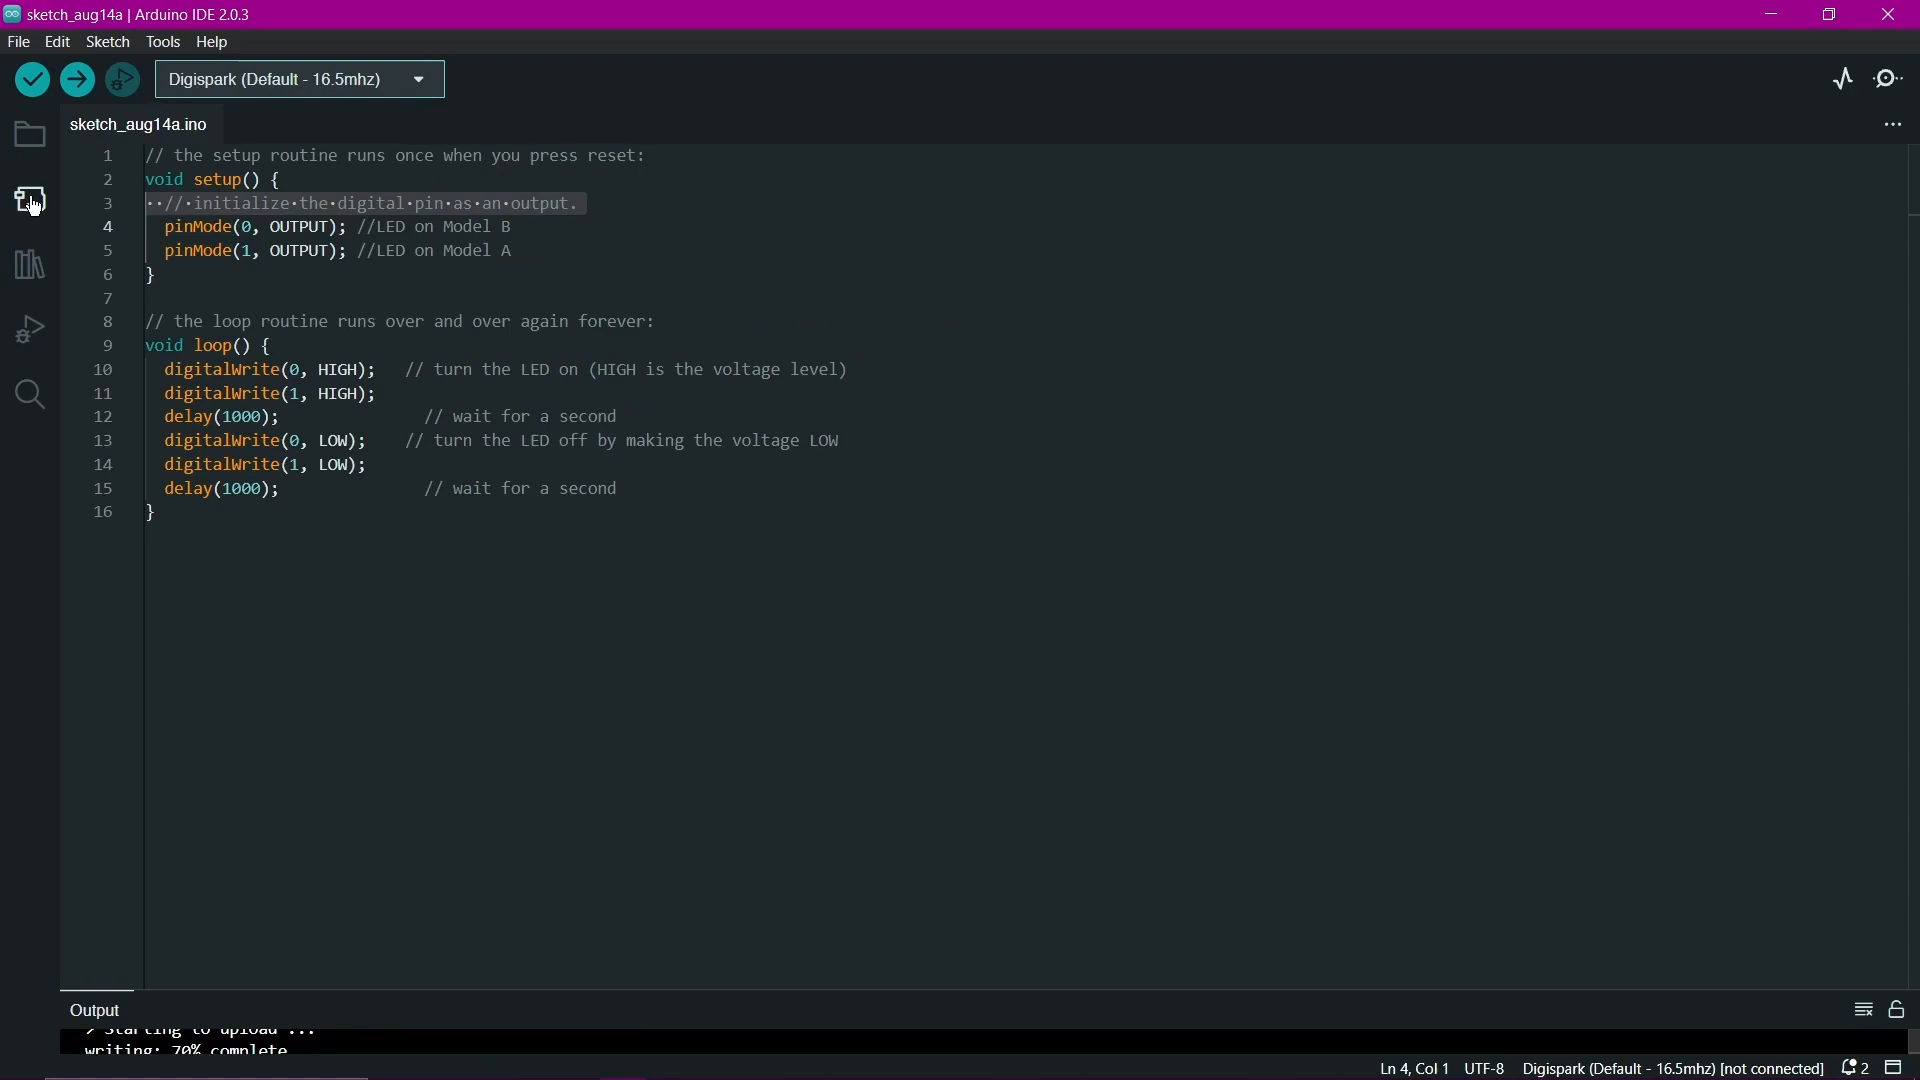 sketch_aug14a | Arduino IDE 2.0.3
File Edit Sketch Tools Help
Digispark (Default - 16.5mhz)
sketch_aug14a.ino
1 // the setup routine runs once when you press reset:
2 void setup() {
3 ··//·initialize·the·digital·pin·as·an·output.
4 pinMode(0, OUTPUT); //LED on Model B
5 pinMode(1, OUTPUT); //LED on Model A
6 }
7
8 // the loop routine runs over and over again forever:
9 void loop() {
10 digitalWrite(0, HIGH); // turn the LED on (HIGH is the voltage level)
11 digitalWrite(1, HIGH);
12 delay(1000); // wait for a second
13 digitalWrite(0, LOW); // turn the LED off by making the voltage LOW
14 digitalWrite(1, LOW);
15 delay(1000); // wait for a second
16 }
Output
> Starting to upload ...
writing: 70% complete
Ln 4, Col 1 UTF-8 Digispark (Default - 16.5mhz) [not connected] 2